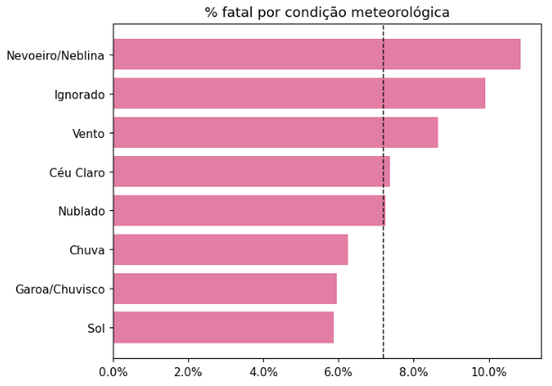 % fatal por condição meteorológica
Nevoeiro/Neblina
Ignorado
Vento
Céu Claro
Nublado
Chuva
Garoa/Chuvisco
Sol
0.0% 2.0% 4.0% 6.0% 8.0% 10.0%